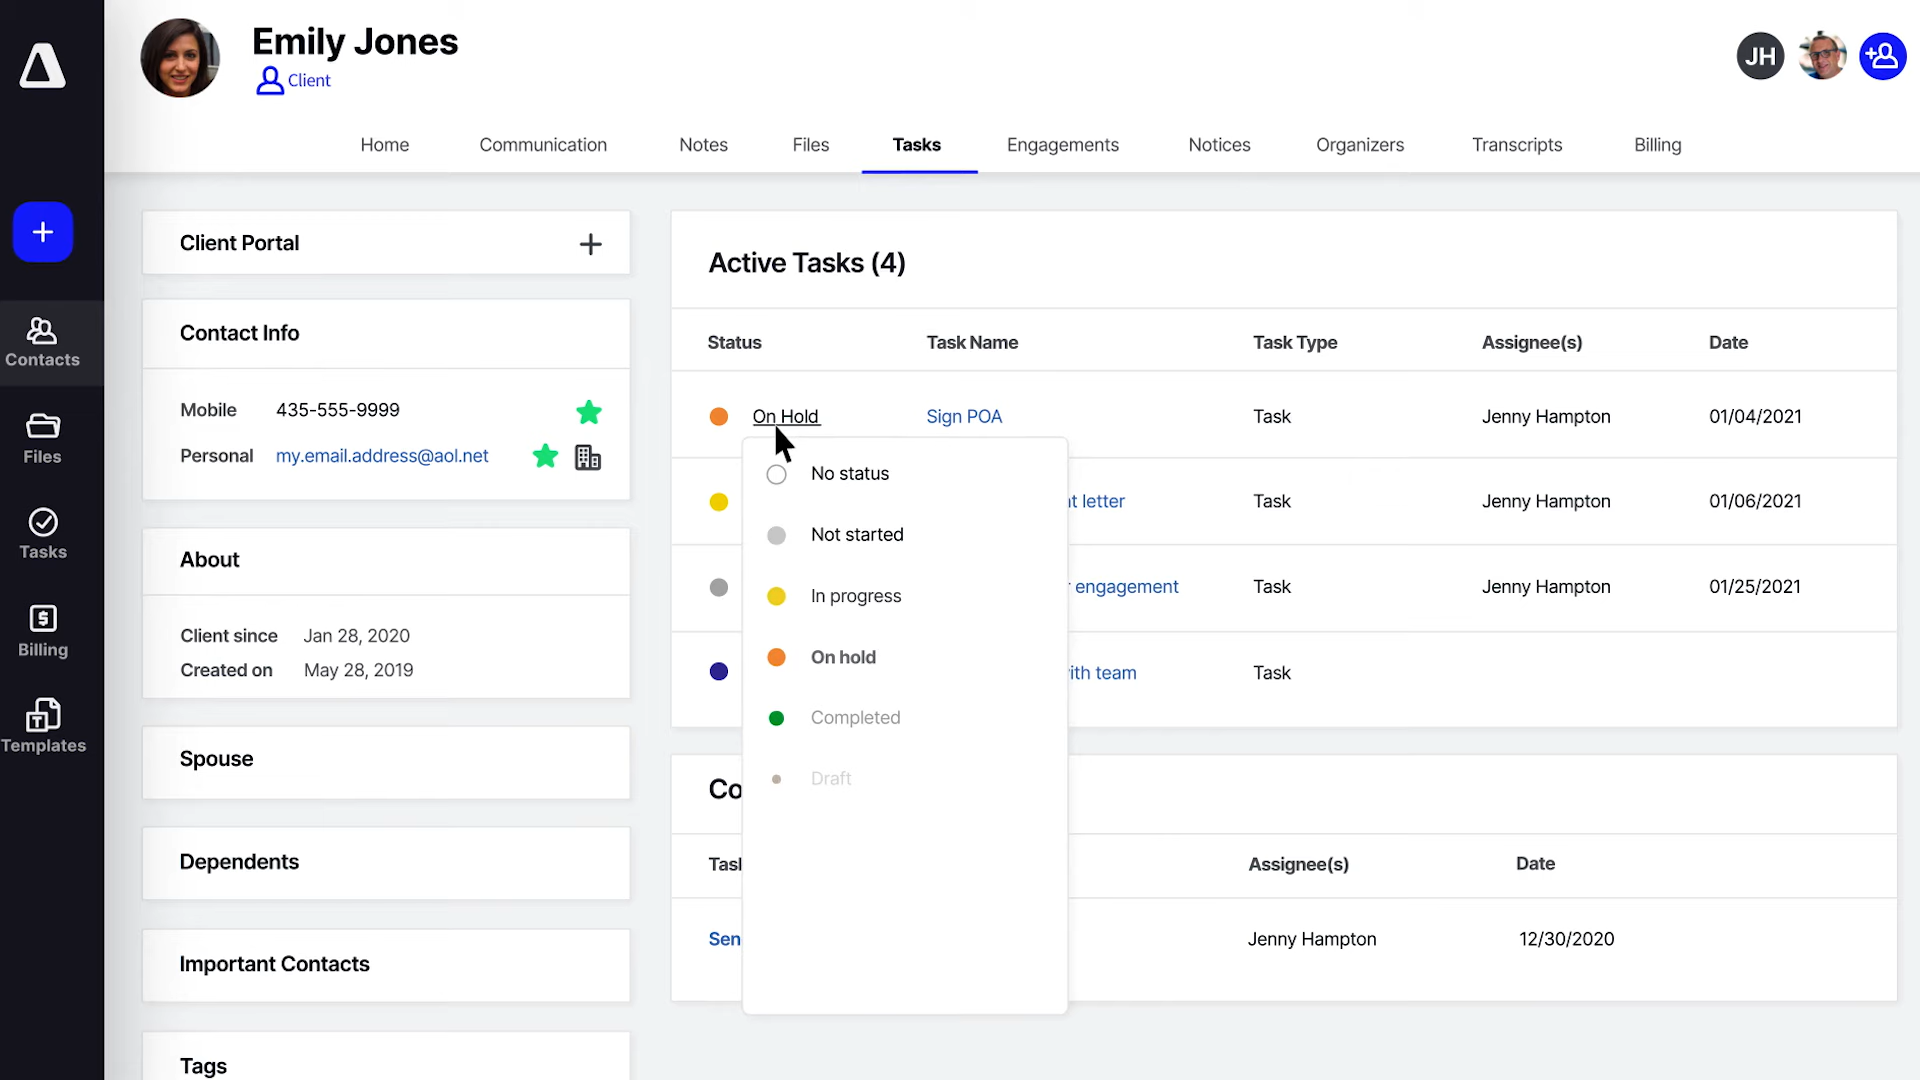 Emily Jones
Client
JH
Home Communication Notes Files Tasks Engagements Notices Organizers Transcripts Billing
Contacts
Files
Tasks
Billing
Templates
Client Portal
Contact Info
Mobile 435-555-9999
Personal my.email.address@aol.net
About
Client since Jan 28, 2020
Created on May 28, 2019
Spouse
Dependents
Important Contacts
Tags
Active Tasks (4)
Status Task Name Task Type Assignee(s) Date
On Hold Sign POA Task Jenny Hampton 01/04/2021
letter Task Jenny Hampton 01/06/2021
engagement Task Jenny Hampton 01/25/2021
team Task
No status
Not started
In progress
On hold
Completed
Draft
Co
Assignee(s) Date
Sen Jenny Hampton 12/30/2020